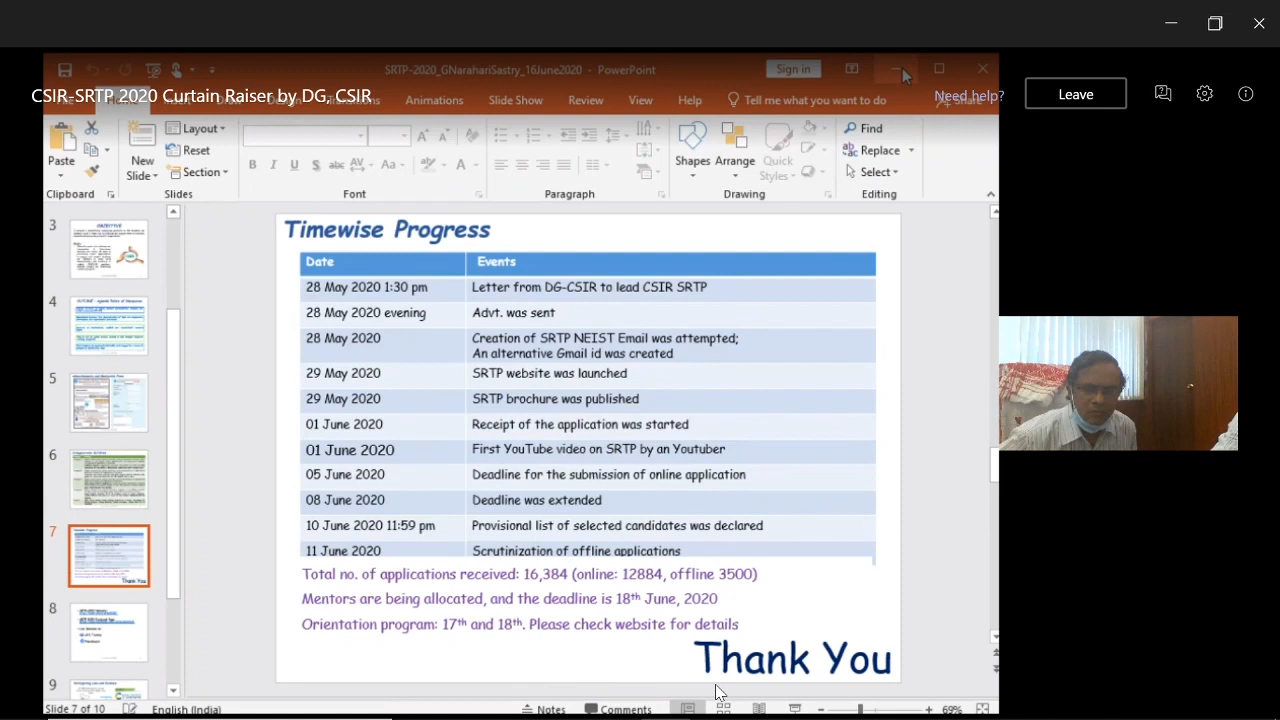 SRTP-2020_GNarahariSastry_16June2020 - PowerPoint
Sign in
CSIR-SRTP 2020 Curtain Raiser by DG, CSIR
Animations
Slide Show
Review
View
Help
Tell me what you want to do
Need help?
Leave
Paste
New
Slide
Layout
Reset
Section
Shapes
Arrange
Quick
Styles
Find
Replace
Select
Clipboard
Slides
Font
Paragraph
Drawing
Editing
3
4
5
6
7
8
9
Timewise Progress
Date Events
28 May 2020 1:30 pm Letter from DG-CSIR to lead CSIR SRTP
28 May 2020 evening Advt. was sent
28 May 2020 Creation of SRTP NEIST Email was attempted;
An alternative Gmail id was created
29 May 2020 SRTP website was launched
29 May 2020 SRTP brochure was published
01 June 2020 Receipt of the application was started
01 June 2020 First YouTube video on SRTP by an Youtuber
05 June 2020 Deadline for the submission of online application
08 June 2020 Deadline was extended
10 June 2020 11:59 pm Provisional list of selected candidates was declared
11 June 2020 Scrutization of offline applications
Total no. of applications received: 16,384 (online: 12884, offline 3500)
Mentors are being allocated, and the deadline is 18th June, 2020
Orientation program: 17th and 18th. Please check website for details
Thank You
Slide 7 of 10
English (India)
Notes
Comments
69%